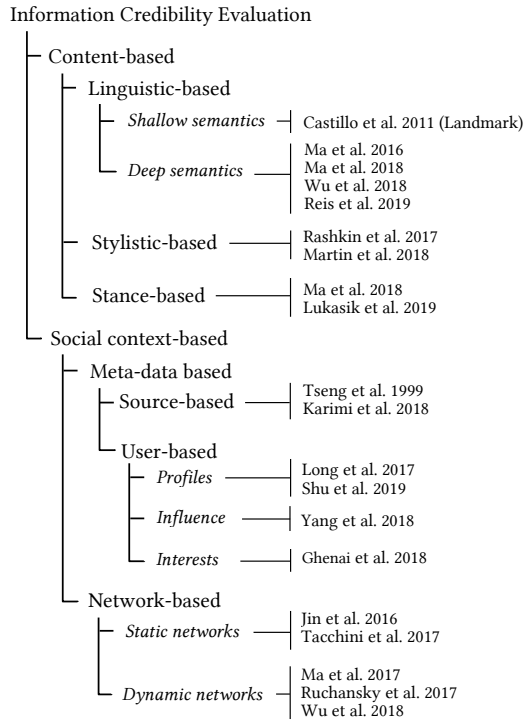 Information Credibility Evaluation
Content-based
Linguistic-based
Shallow semantics
Castillo et al. 2011 (Landmark)
Deep semantics
Ma et al. 2016
Ma et al. 2018
Wu et al. 2018
Reis et al. 2019
Stylistic-based
Rashkin et al. 2017
Martin et al. 2018
Stance-based
Ma et al. 2018
Lukasik et al. 2019
Social context-based
Meta-data based
Source-based
Tseng et al. 1999
Karimi et al. 2018
User-based
Profiles
Long et al. 2017
Shu et al. 2019
Influence
Yang et al. 2018
Interests
Ghenai et al. 2018
Network-based
Static networks
Jin et al. 2016
Tacchini et al. 2017
Dynamic networks
Ma et al. 2017
Ruchansky et al. 2017
Wu et al. 2018